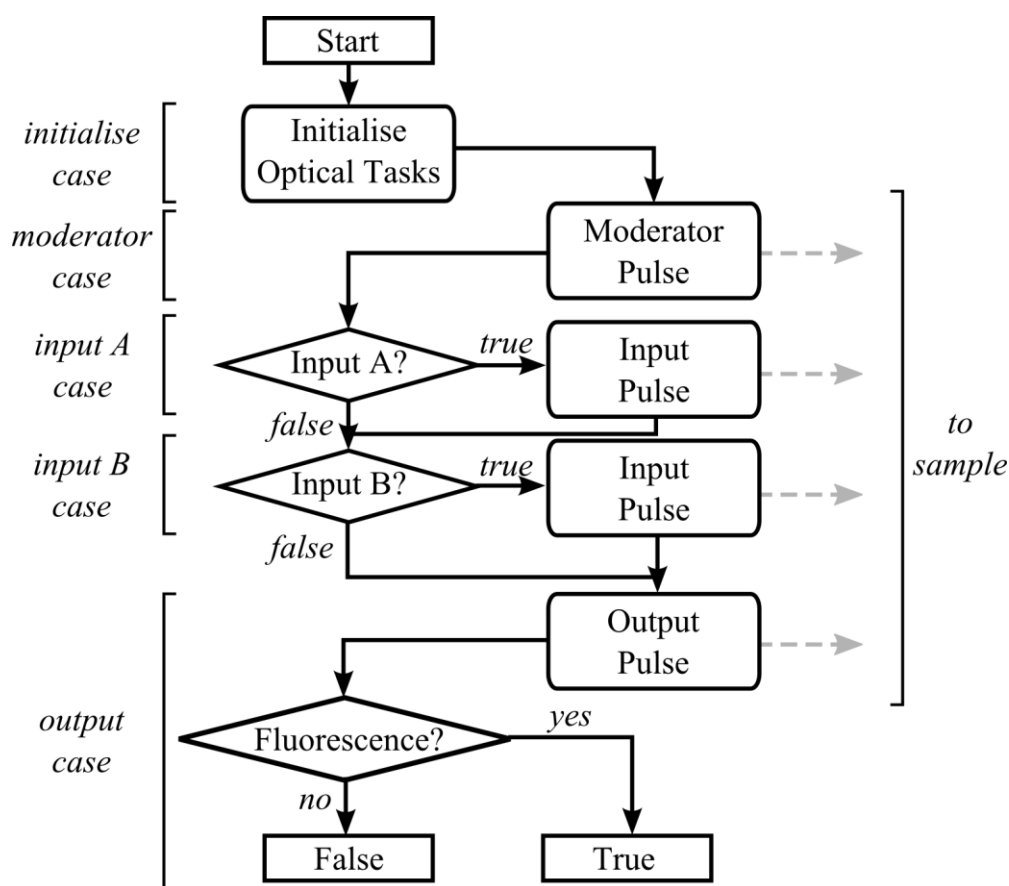 Start
initialise
case
Initialise
Optical Tasks
moderator
case
Moderator
Pulse
input A
case
Input A?
true
Input
Pulse
false
input B
case
Input B?
true
Input
Pulse
false
to
sample
Output
Pulse
output
case
Fluorescence?
yes
no
False
True